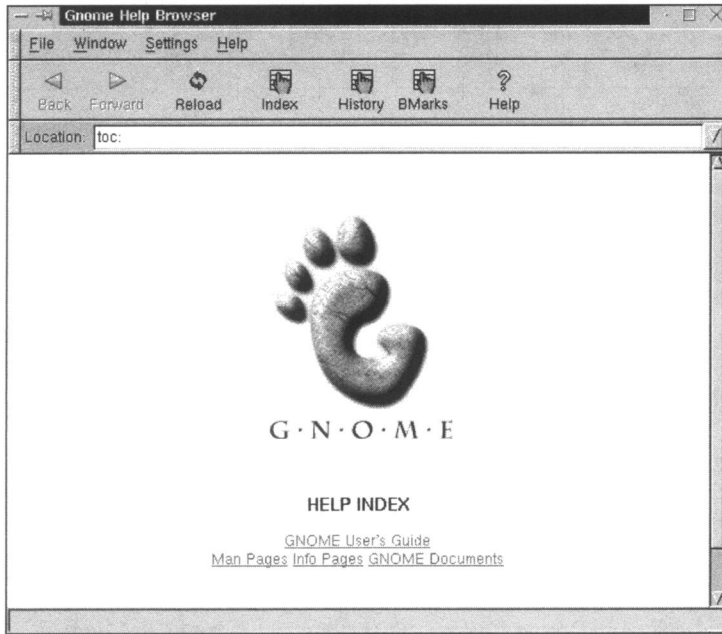 Gnome Help Browser
File Window Settings Help
Back Forward Reload Index History BMarks Help
Location: toc:
G·N·O·M·E
HELP INDEX
GNOME User's Guide
Man Pages Info Pages GNOME Documents